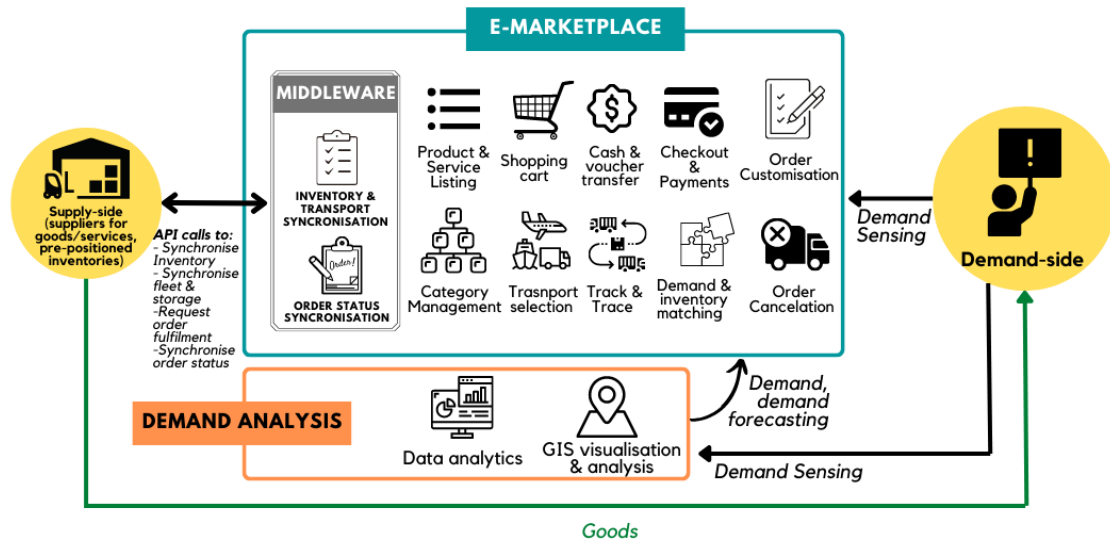 E-MARKETPLACE
MIDDLEWARE
INVENTORY &
TRANSPORT
SYNCRONISATION
Order!
ORDER STATUS
SYNCRONISATION
Product &
Service
Listing
Shopping
cart
Cash &
voucher
transfer
Checkout
&
Payments
Order
Customisation
Category
Management
Trasnport
selection
Track &
Trace
Demand &
inventory
matching
Order
Cancelation
Supply-side
(suppliers for
goods/services,
pre-positioned
inventories)
API calls to:
- Synchronise
Inventory
- Synchronise
fleet &
storage
-Request
order
fulfilment
-Synchronise
order status
!
Demand-side
Demand
Sensing
DEMAND ANALYSIS
Data analytics
GIS visualisation
& analysis
Demand,
demand
forecasting
Demand Sensing
Goods